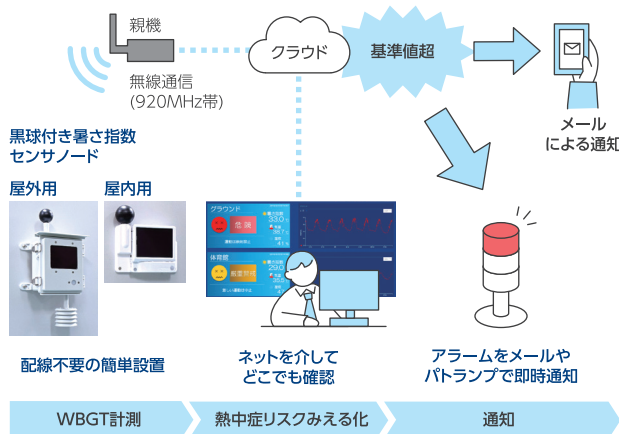 親機
無線通信
(920MHz帯)
クラウド
基準値超
メール
による通知
黒球付き暑さ指数
センサノード
屋外用
屋内用
グラウンド
危険
33.0
体育館
厳重警戒
29.0
配線不要の簡単設置
ネットを介して
どこでも確認
アラームをメールや
パトランプで即時通知
WBGT計測
熱中症リスクみえる化
通知